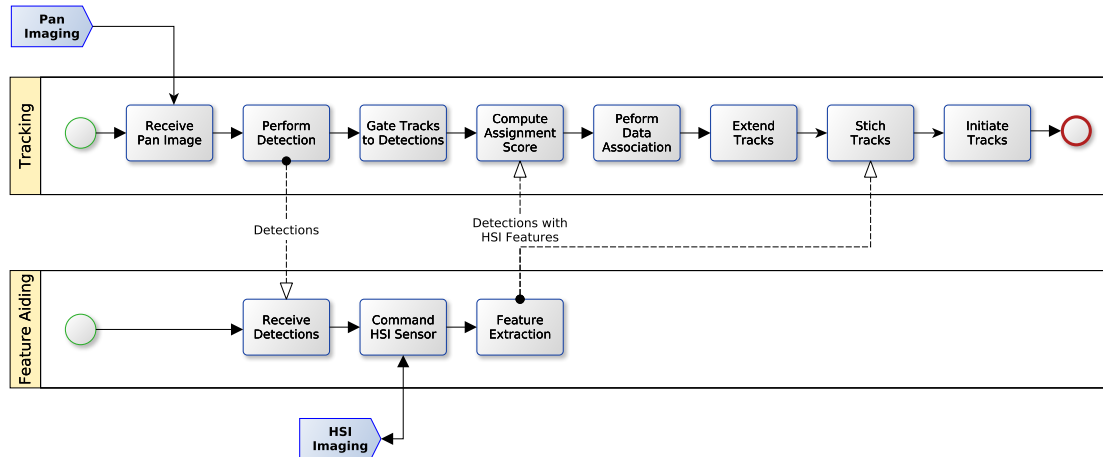 Pan
Imaging
Tracking
Receive
Pan Image
Perform
Detection
Gate Tracks
to Detections
Compute
Assignment
Score
Peform
Data
Association
Extend
Tracks
Stich
Tracks
Initiate
Tracks
Detections
Detections with
HSI Features
Feature Aiding
Receive
Detections
Command
HSI Sensor
Feature
Extraction
HSI
Imaging